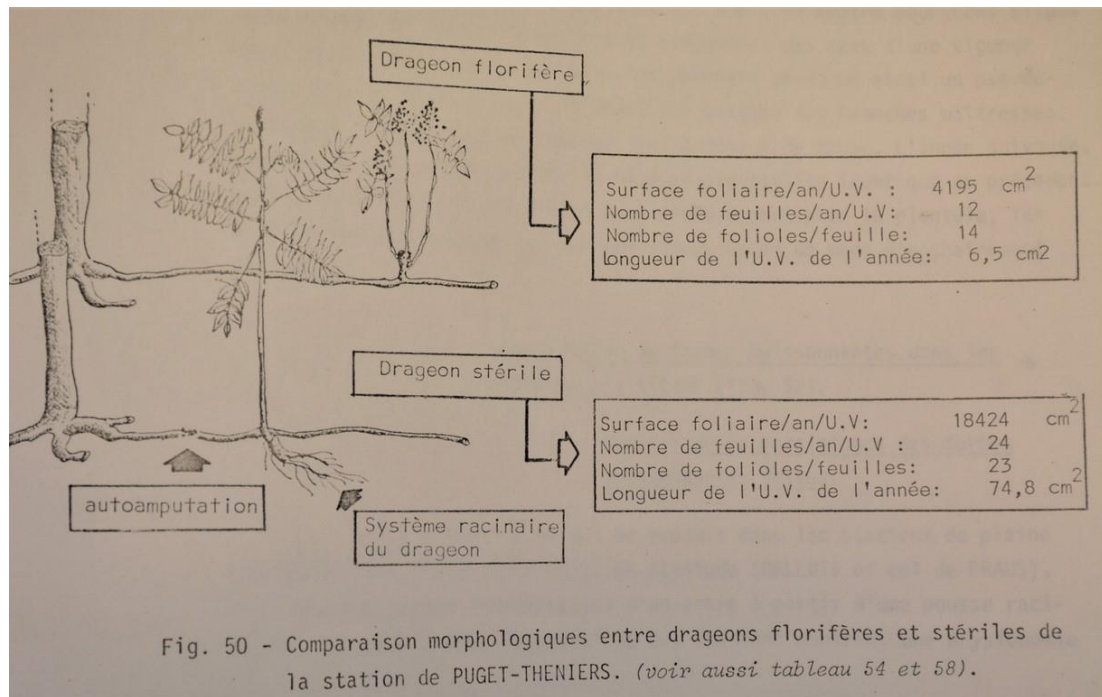 Drageon florifère
Surface foliaire/an/U.V. : 4195 cm2
Nombre de feuilles/an/U.V: 12
Nombre de folioles/feuille: 14
Longueur de l'U.V. de l'année: 6,5 cm2
Drageon stérile
Surface foliaire/an/U.V: 18424 cm2
Nombre de feuilles/an/U.V : 24
Nombre de folioles/feuilles: 23
Longueur de l'U.V. de l'année: 74,8 cm2
autoamputation
Système racinaire
du drageon
Fig. 50 - Comparaison morphologiques entre drageons florifères et stériles de
la station de PUGET-THENIERS. (voir aussi tableau 54 et 58).